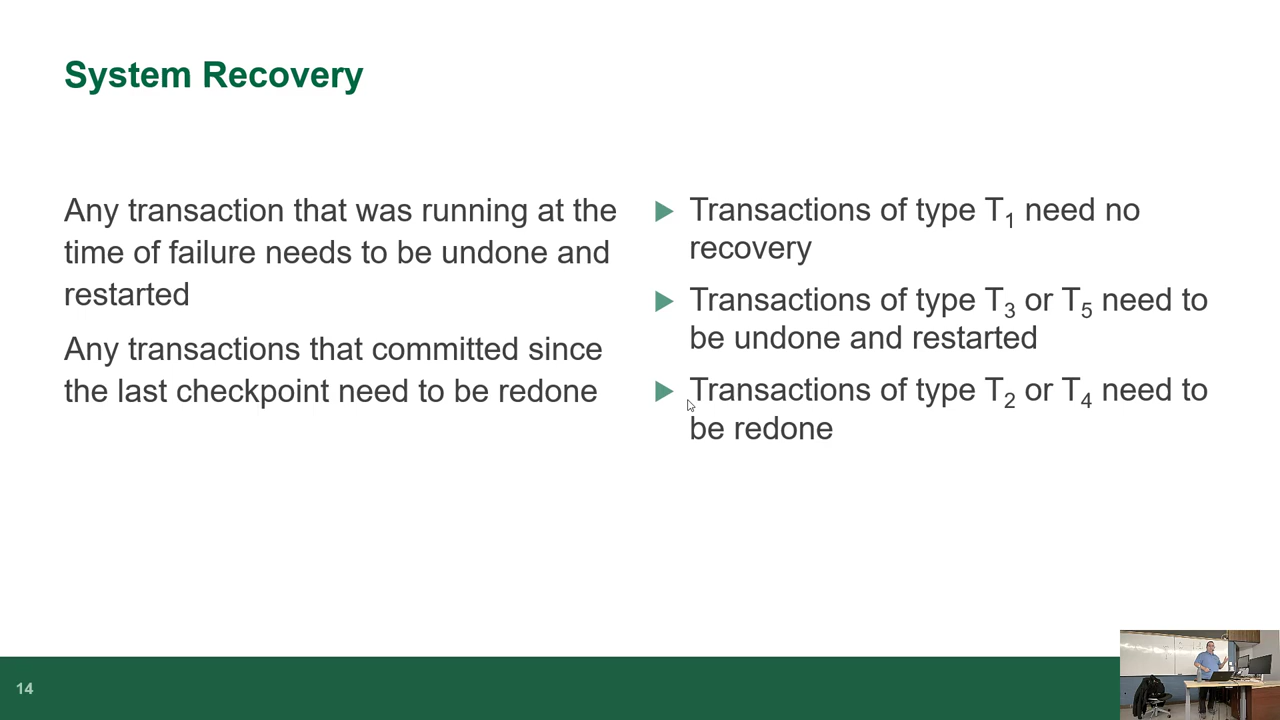 System Recovery
Any transaction that was running at the
time of failure needs to be undone and
restarted
Any transactions that committed since
the last checkpoint need to be redone
Transactions of type T₁ need no
recovery
Transactions of type T₃ or T₅ need to
be undone and restarted
Transactions of type T₂ or T₄ need to
be redone
14